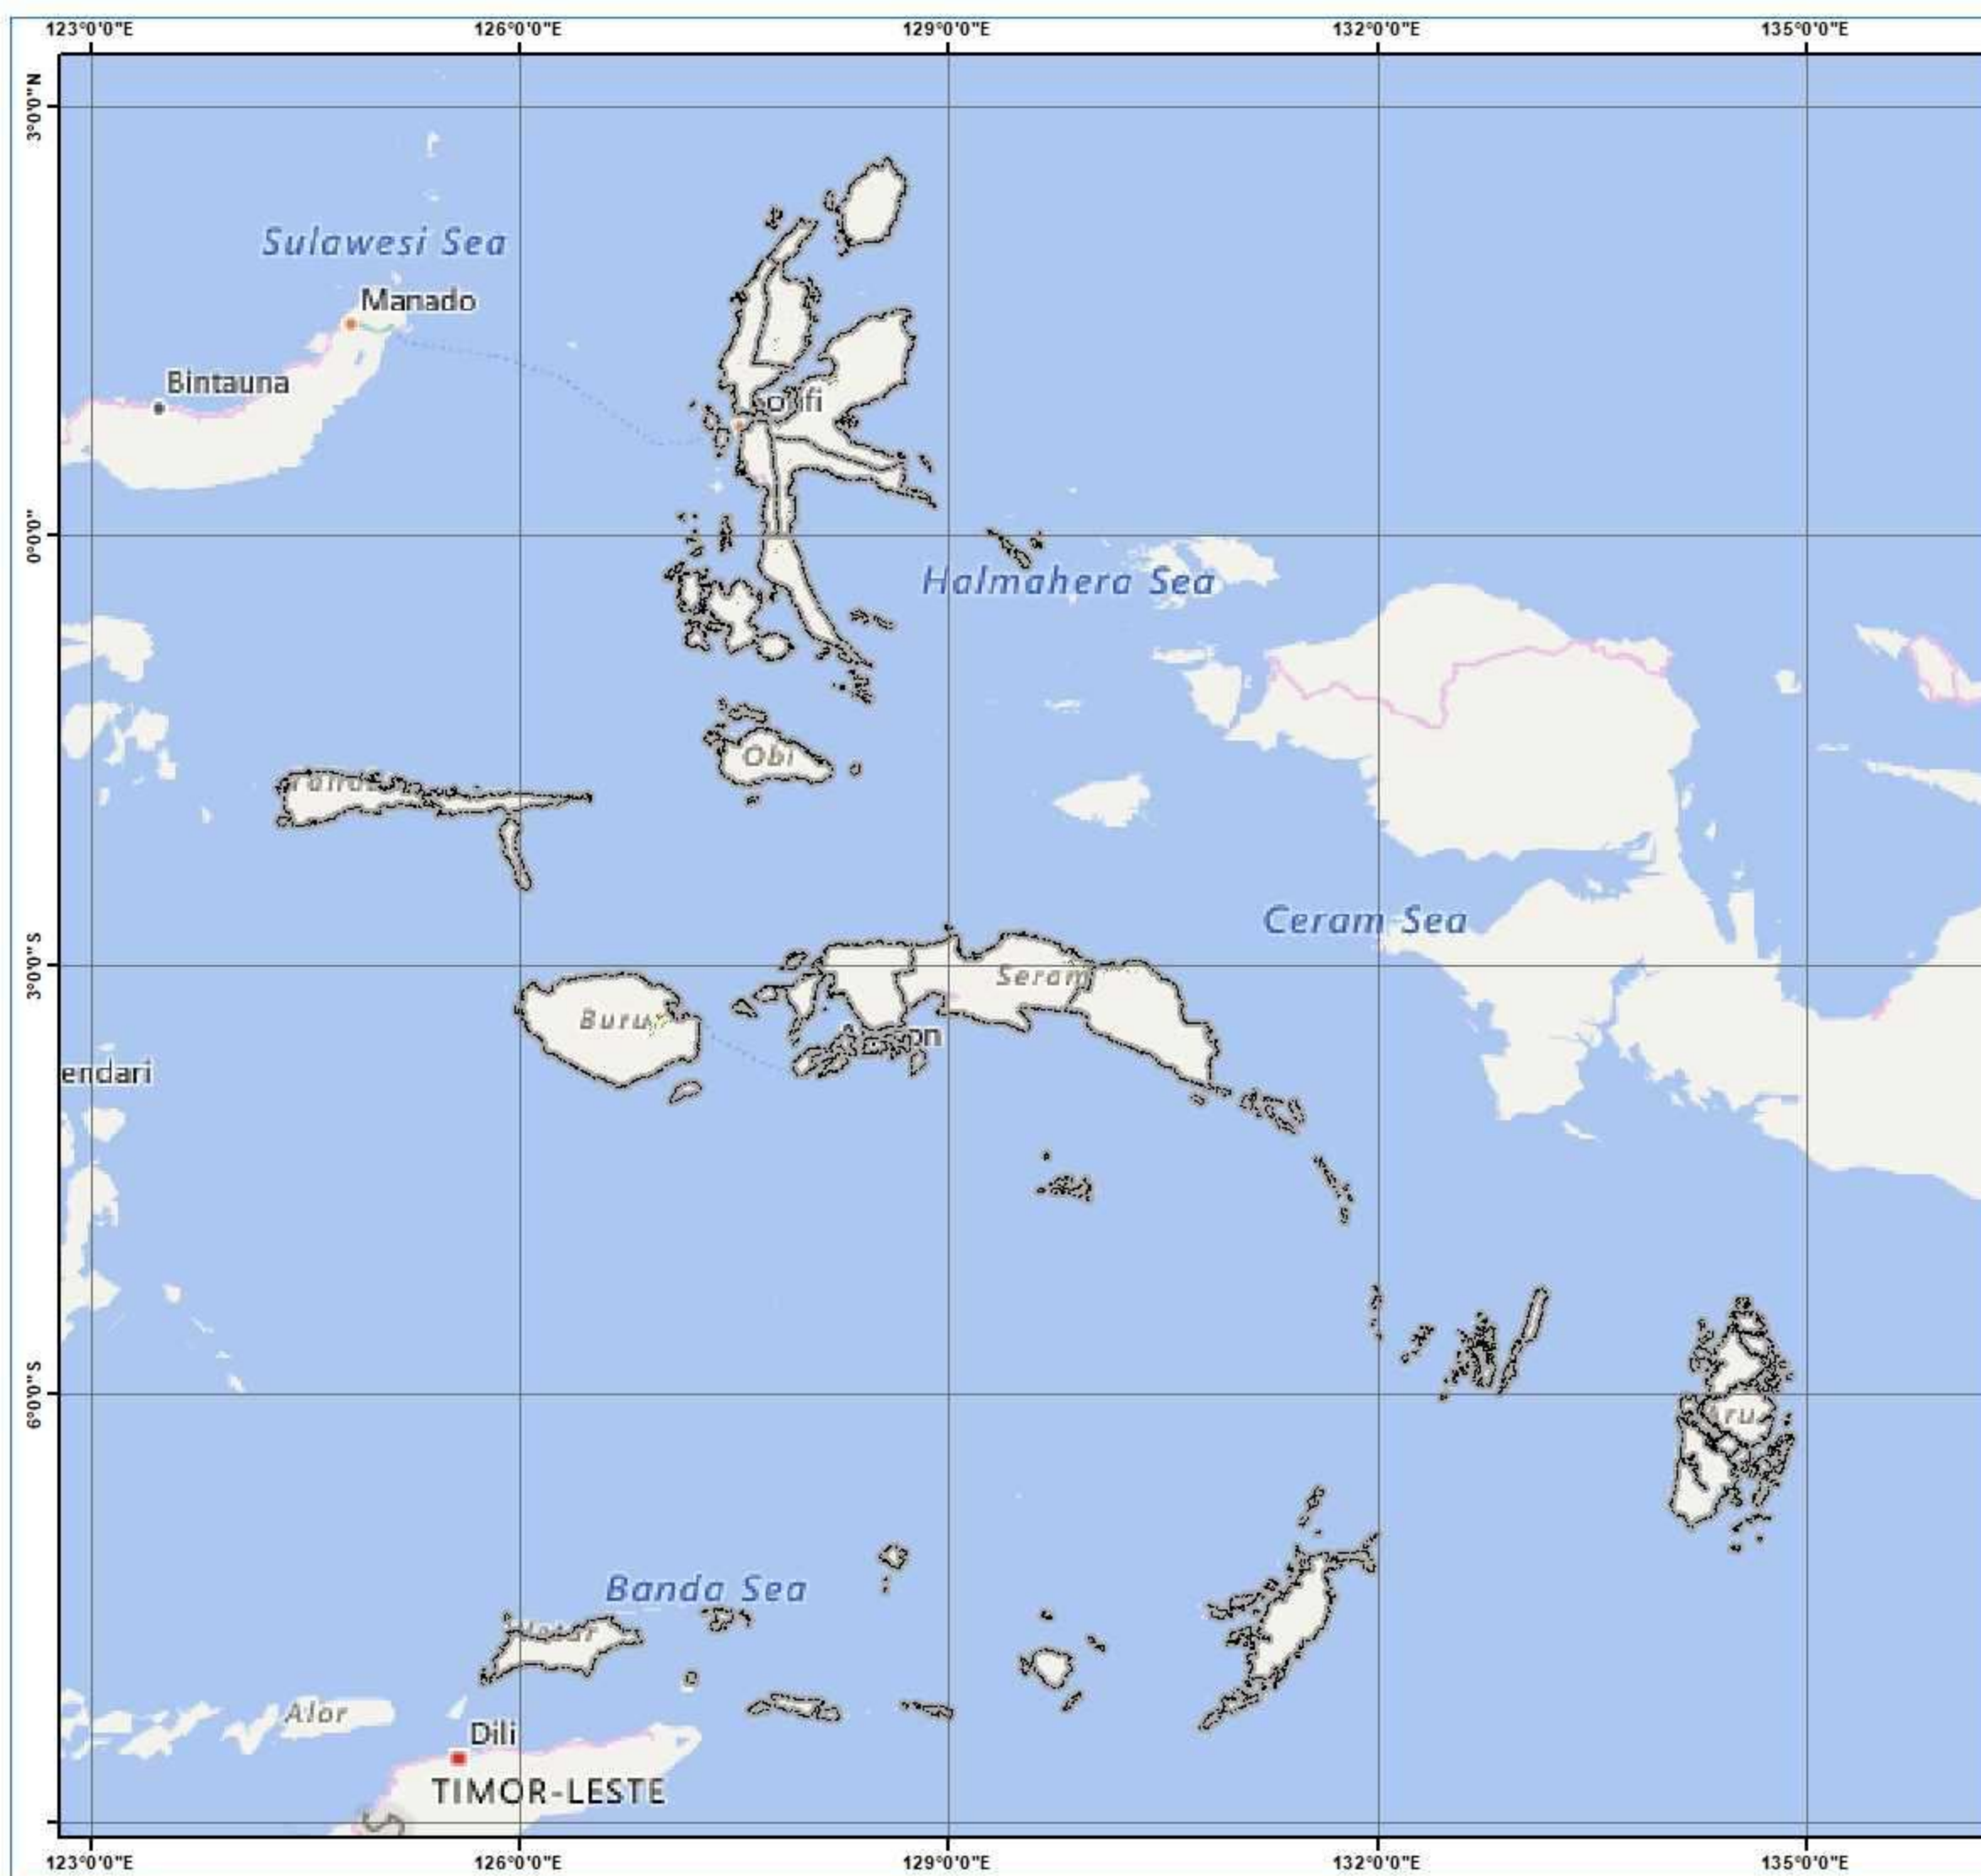 123°0'0"E 126°0'0"E 129°0'0"E 132°0'0"E 135°0'0"E
3°0'0"N
Sulawesi Sea
Manado
Bintauna
0°0'0"
Halmahera Sea
Obi
Ceram Sea
3°0'0"S
Seram
Buru
endari
6°0'0"S
Aru
Banda Sea
Alor
Dili
TIMOR-LESTE
S
123°0'0"E 126°0'0"E 129°0'0"E 132°0'0"E 135°0'0"E